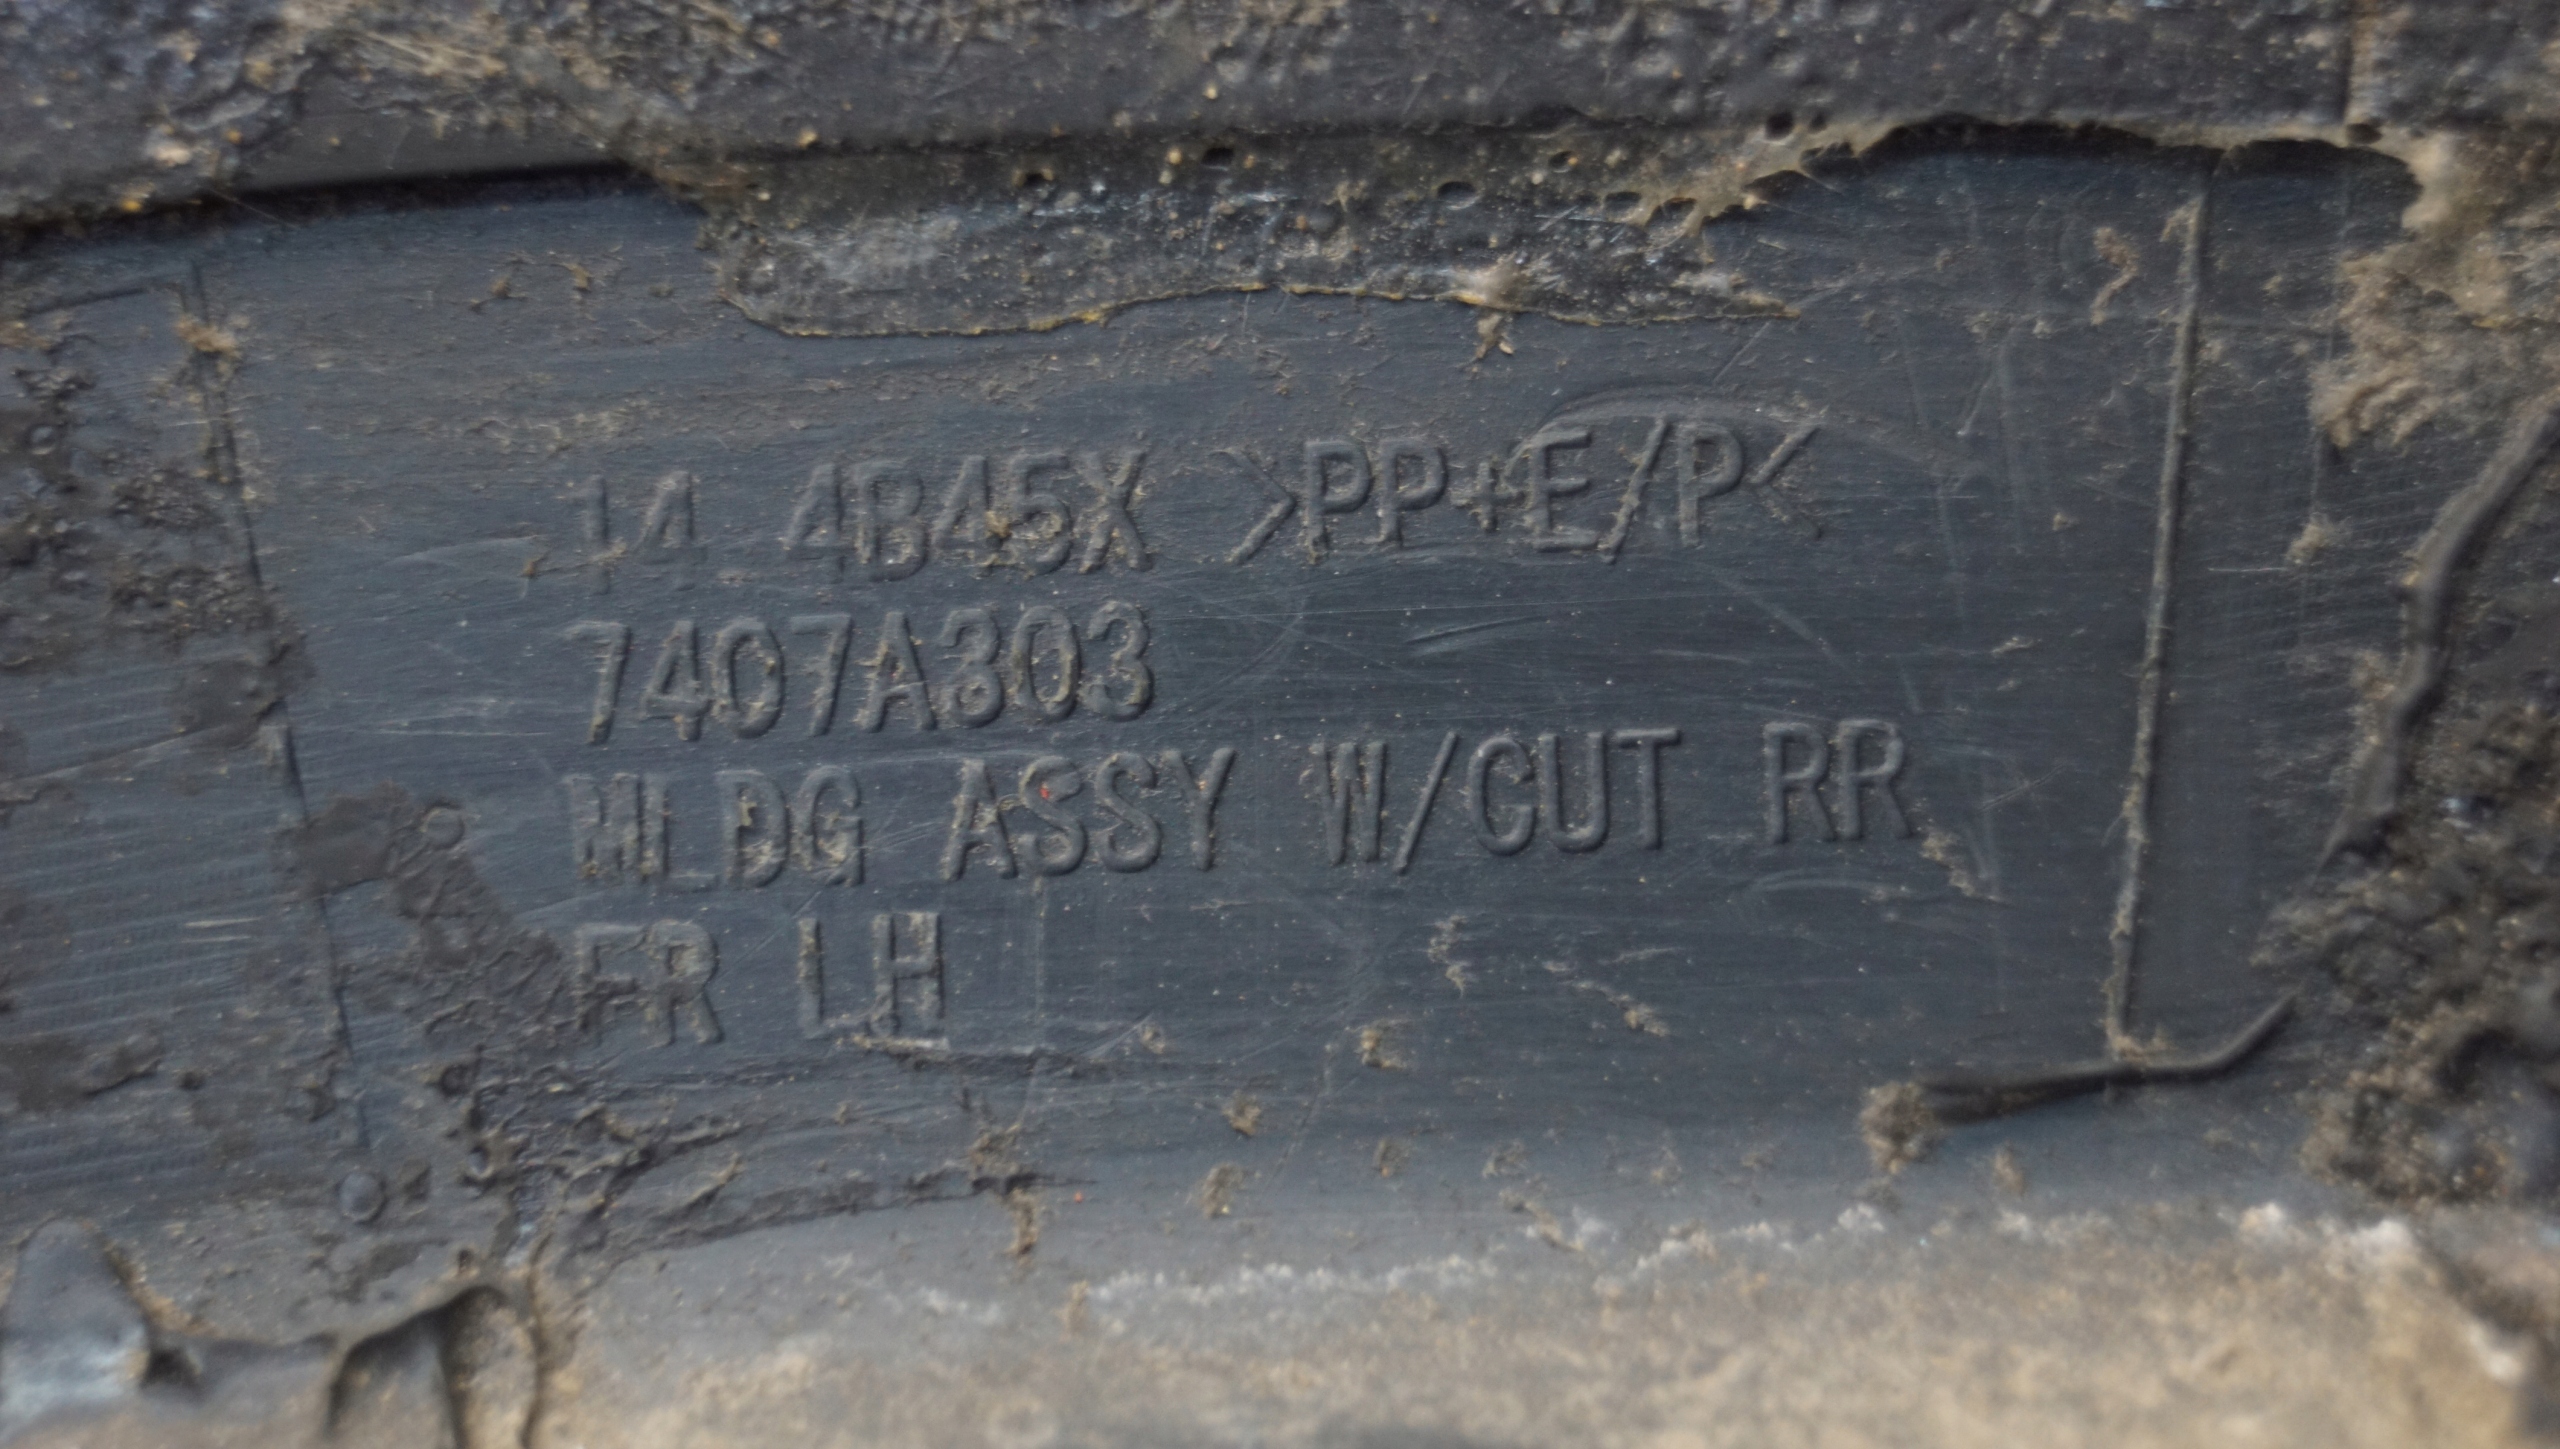 14 4B45X >PP+E/P<
7407A303
MLDG ASSY W/CUT RR
FR LH